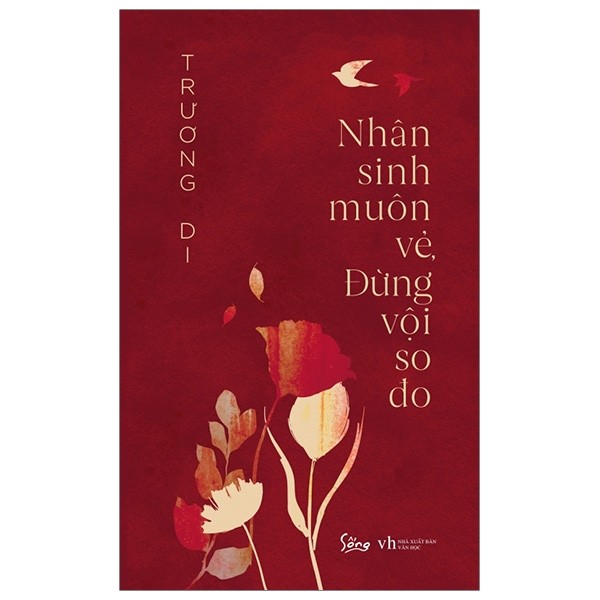 TRƯƠNG DI
Nhân
sinh
muôn
vẻ,
Đừng
vội
so
đo
Sống
vh
NHÀ XUẤT BẢN
VĂN HỌC